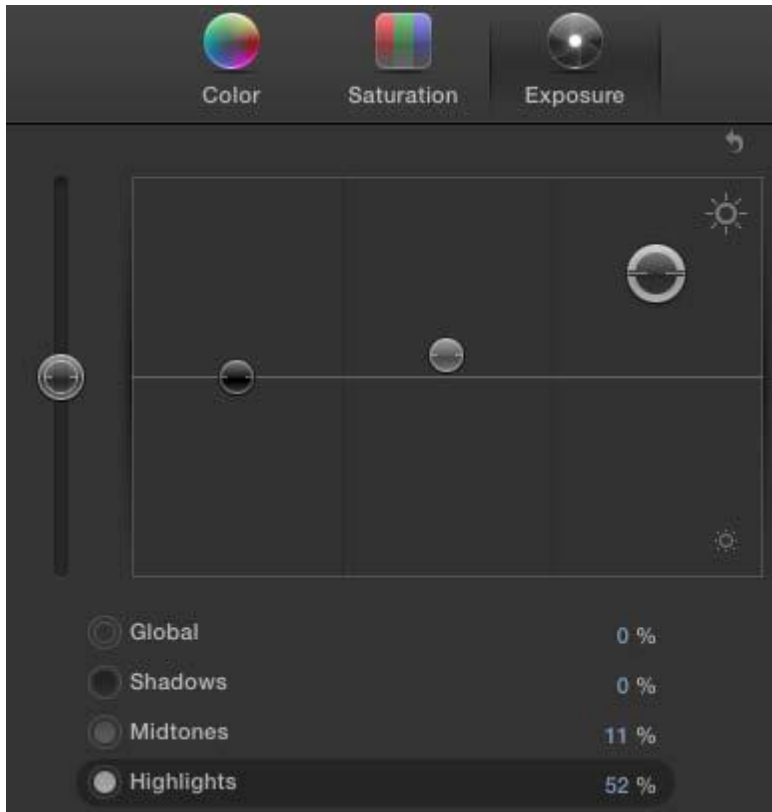 Color Saturation Exposure
Global 0 %
Shadows 0 %
Midtones 11 %
Highlights 52 %